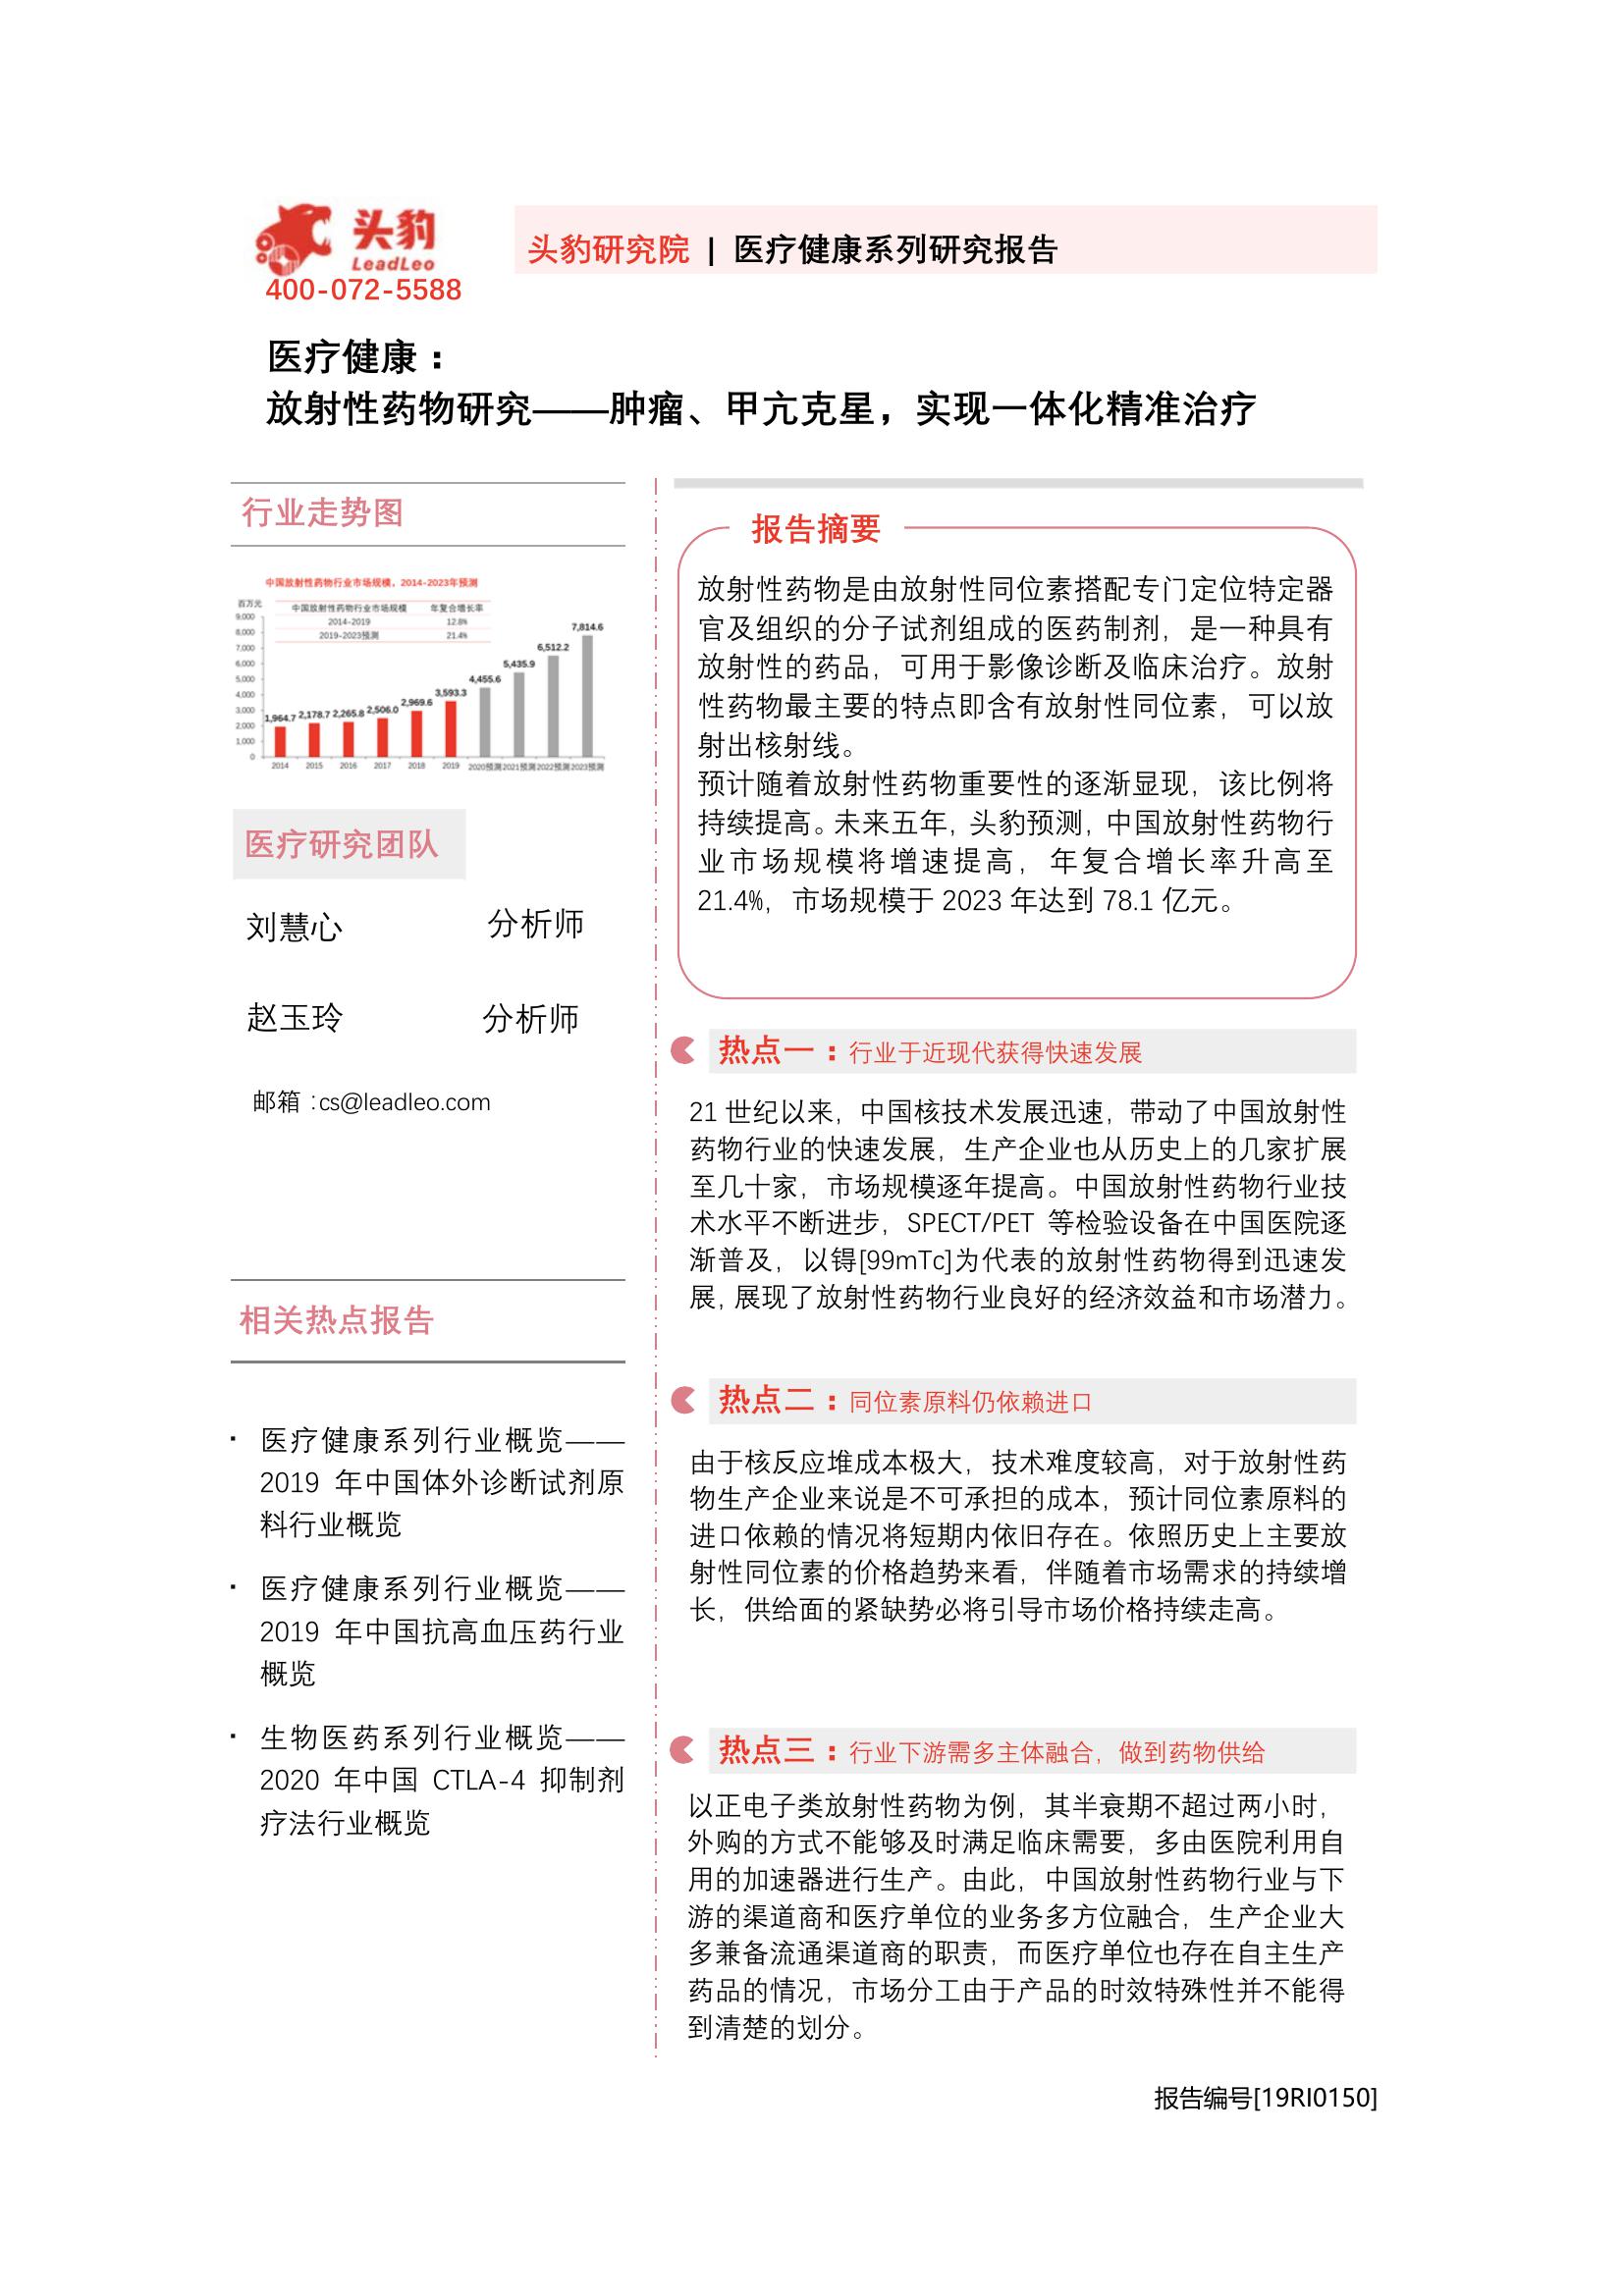 头豹
LeadLeo
400-072-5588
头豹研究院 | 医疗健康系列研究报告
医疗健康：
放射性药物研究——肿瘤、甲亢克星，实现一体化精准治疗
行业走势图
中国放射性药物行业市场规模，2014-2023年预测
百万元
中国放射性药物行业市场规模 年复合增长率
2014-2019 12.8%
2019-2023预测 21.4%
9,000
8,000
7,000
6,000
5,000
4,000
3,000
2,000
1,000
0
1,964.7 2,178.7 2,265.8 2,506.0 2,969.6 3,593.3 4,455.6 5,435.9 6,512.2 7,814.6
2014 2015 2016 2017 2018 2019 2020预测 2021预测 2022预测 2023预测
医疗研究团队
刘慧心 分析师
赵玉玲 分析师
邮箱：cs@leadleo.com
相关热点报告
· 医疗健康系列行业概览——
2019 年中国体外诊断试剂原
料行业概览
· 医疗健康系列行业概览——
2019 年中国抗高血压药行业
概览
· 生物医药系列行业概览——
2020 年中国 CTLA-4 抑制剂
疗法行业概览
报告摘要
放射性药物是由放射性同位素搭配专门定位特定器
官及组织的分子试剂组成的医药制剂，是一种具有
放射性的药品，可用于影像诊断及临床治疗。放射
性药物最主要的特点即含有放射性同位素，可以放
射出核射线。
预计随着放射性药物重要性的逐渐显现，该比例将
持续提高。未来五年，头豹预测，中国放射性药物行
业市场规模将增速提高，年复合增长率升高至
21.4%，市场规模于 2023 年达到 78.1 亿元。
热点一：行业于近现代获得快速发展
21 世纪以来，中国核技术发展迅速，带动了中国放射性
药物行业的快速发展，生产企业也从历史上的几家扩展
至几十家，市场规模逐年提高。中国放射性药物行业技
术水平不断进步，SPECT/PET 等检验设备在中国医院逐
渐普及，以锝[99mTc]为代表的放射性药物得到迅速发
展，展现了放射性药物行业良好的经济效益和市场潜力。
热点二：同位素原料仍依赖进口
由于核反应堆成本极大，技术难度较高，对于放射性药
物生产企业来说是不可承担的成本，预计同位素原料的
进口依赖的情况将短期内依旧存在。依照历史上主要放
射性同位素的价格趋势来看，伴随着市场需求的持续增
长，供给面的紧缺势必将引导市场价格持续走高。
热点三：行业下游需多主体融合，做到药物供给
以正电子类放射性药物为例，其半衰期不超过两小时，
外购的方式不能够及时满足临床需要，多由医院利用自
用的加速器进行生产。由此，中国放射性药物行业与下
游的渠道商和医疗单位的业务多方位融合，生产企业大
多兼备流通渠道商的职责，而医疗单位也存在自主生产
药品的情况，市场分工由于产品的时效特殊性并不能得
到清楚的划分。
报告编号[19RI0150]